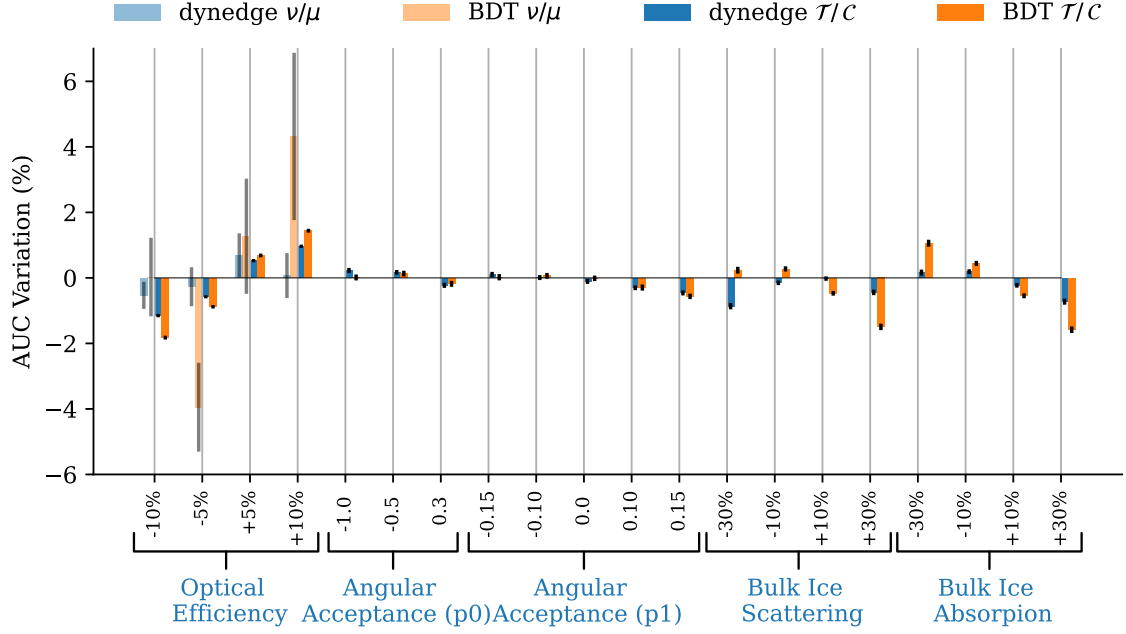 dynedge ν/μ BDT ν/μ dynedge 𝒯/𝒞 BDT 𝒯/𝒞
AUC Variation (%)
6
4
2
0
−2
−4
−6
-10% -5% +5% +10% -1.0 -0.5 0.3 -0.15 -0.10 0.0 0.10 0.15 -30% -10% +10% +30% -30% -10% +10% +30%
Optical Angular Angular Bulk Ice Bulk Ice
Efficiency Acceptance (p0) Acceptance (p1) Scattering Absorpion